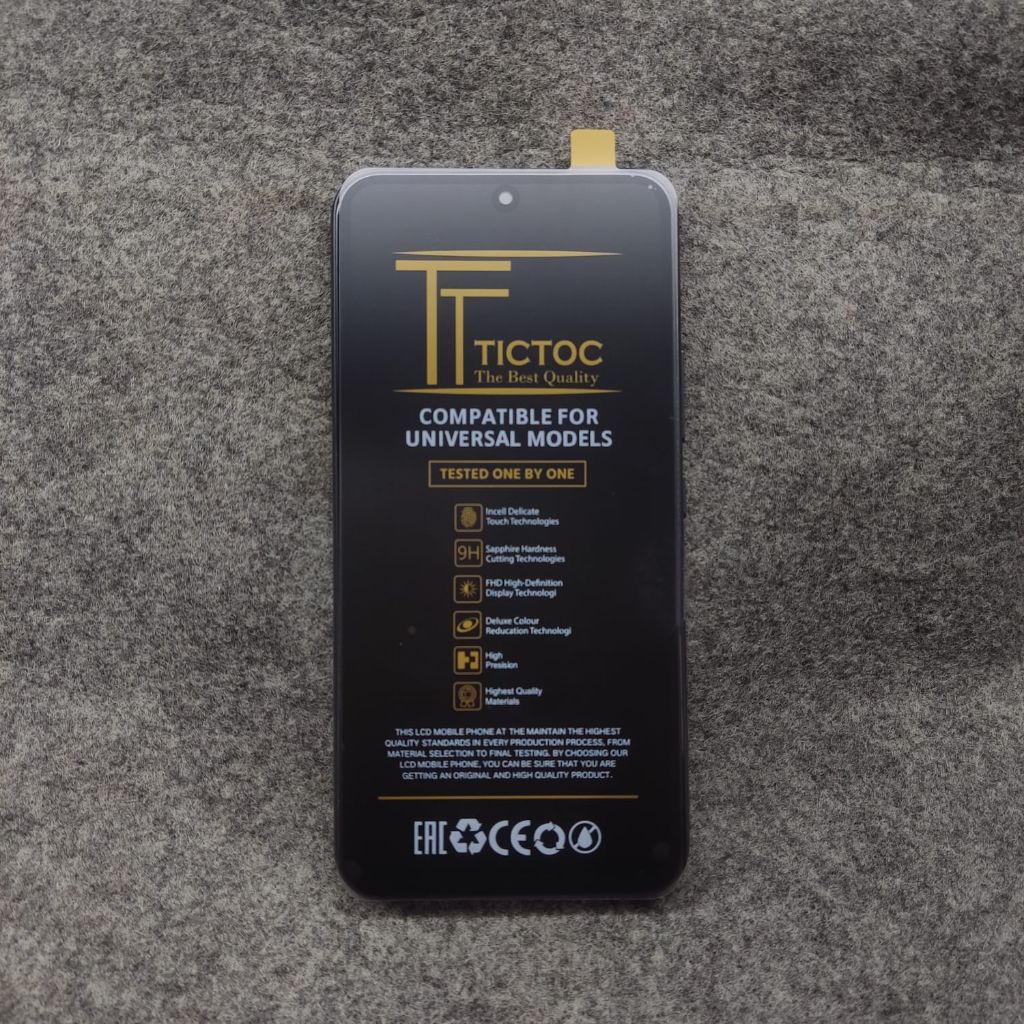 TT
TICTOC
The Best Quality
COMPATIBLE FOR
UNIVERSAL MODELS
TESTED ONE BY ONE
Incell Delicate
Touch Technologies
9H
Sapphire Hardness
Cutting Technologies
FHD High-Definition
Display Technologi
Deluxe Colour
Reducation Technologi
High
Presision
Highest Quality
Materials
THIS LCD MOBILE PHONE AT THE MAINTAIN THE HIGHEST
QUALITY STANDARDS IN EVERY PRODUCTION PROCESS, FROM
MATERIAL SELECTION TO FINAL TESTING. BY CHOOSING OUR
LCD MOBILE PHONE, YOU CAN BE SURE THAT YOU ARE
GETTING AN ORIGINAL AND HIGH QUALITY PRODUCT.
EAC CE